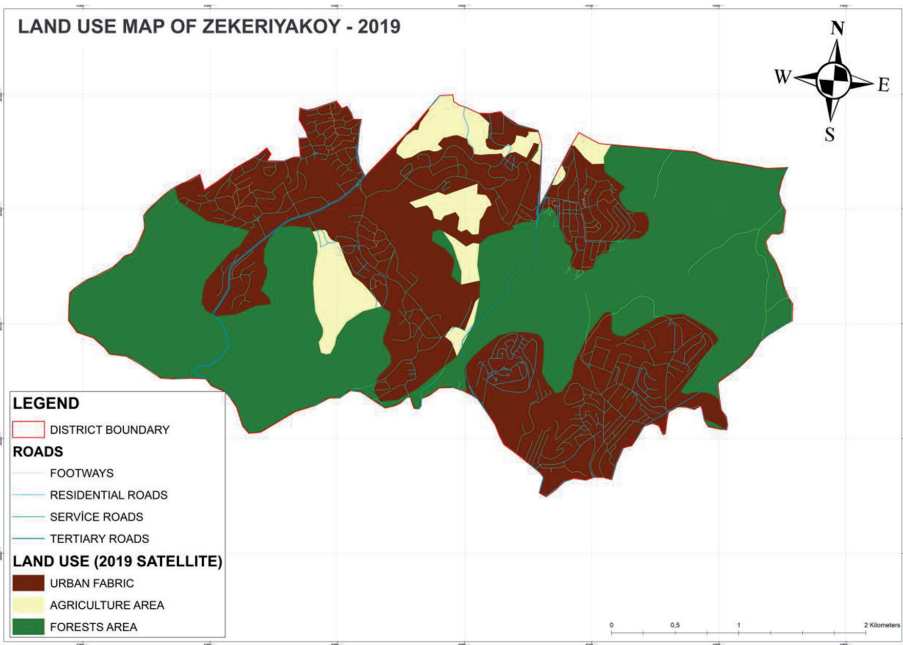 LAND USE MAP OF ZEKERIYAKOY - 2019
N
W
E
S
LEGEND
DISTRICT BOUNDARY
ROADS
FOOTWAYS
RESIDENTIAL ROADS
SERVİCE ROADS
TERTIARY ROADS
LAND USE (2019 SATELLITE)
URBAN FABRIC
AGRICULTURE AREA
FORESTS AREA
0 0,5 1 2 Kilometers